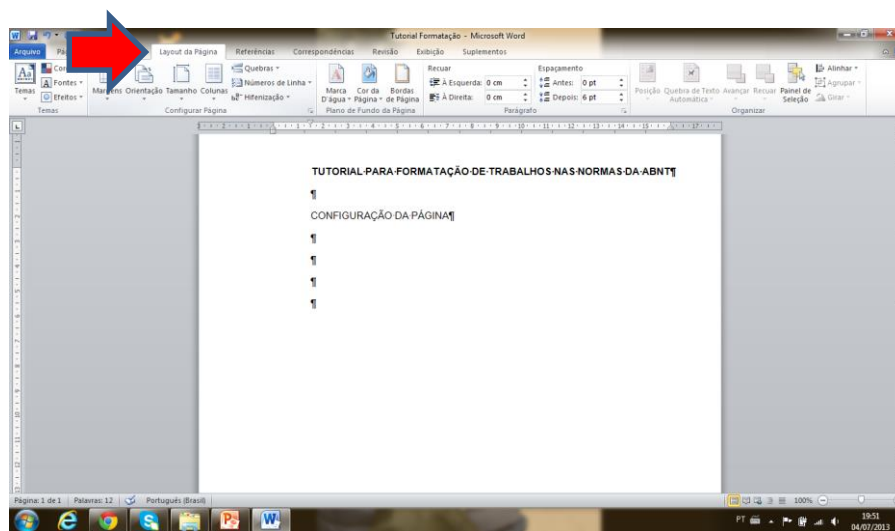 Tutorial Formatação - Microsoft Word
Arquivo Layout da Página Referências Correspondências Revisão Exibição Suplementos
Temas
Fontes
Efeitos
Temas
Orientação Tamanho Colunas
Quebras
Números de Linha
Hifenização
Configurar Página
Marca D'água
Cor da Página
Bordas de Página
Plano de Fundo da Página
Recuar
À Esquerda: 0 cm
À Direita: 0 cm
Espaçamento
Antes: 0 pt
Depois: 6 pt
Parágrafo
Posição
Quebra de Texto Automática
Avançar
Recuar
Painel de Seleção
Alinhar
Agrupar
Girar
Organizar
TUTORIAL PARA FORMATAÇÃO DE TRABALHOS NAS NORMAS DA ABNT¶
¶
CONFIGURAÇÃO DA PÁGINA¶
¶
¶
¶
¶
Página: 1 de 1 Palavras: 12 Português (Brasil) 100%
PT
19:51
04/07/2013